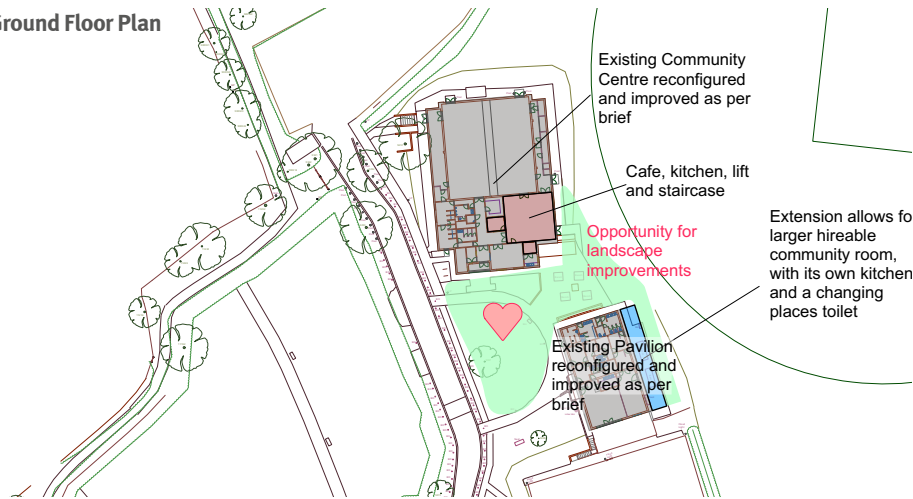 Ground Floor Plan
Existing Community
Centre reconfigured
and improved as per
brief
Cafe, kitchen, lift
and staircase
Opportunity for
landscape
improvements
Extension allows fo
larger hireable
community room,
with its own kitchen
and a changing
places toilet
Existing Pavilion
reconfigured and
improved as per
brief